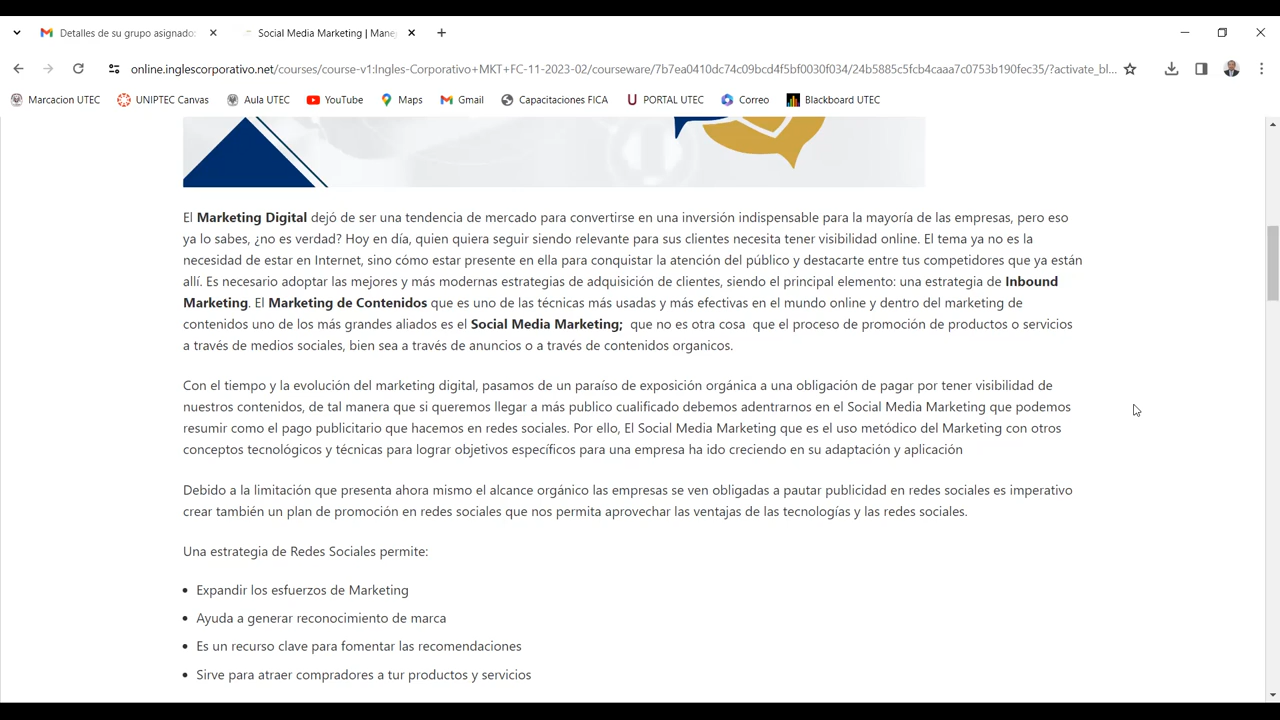 Detalles de su grupo asignado
Social Media Marketing | Mane
online.inglescorporativo.net/courses/course-v1:Ingles-Corporativo+MKT+FC-11-2023-02/courseware/7b7ea0410dc74c09bcd4f5bf0030f034/24b5885c5fcb4caaa7c0753b190fec35/?activate_bl...
Marcacion UTEC UNIPTEC Canvas Aula UTEC YouTube Maps Gmail Capacitaciones FICA PORTAL UTEC Correo Blackboard UTEC
El Marketing Digital dejó de ser una tendencia de mercado para convertirse en una inversión indispensable para la mayoría de las empresas, pero eso
ya lo sabes, ¿no es verdad? Hoy en día, quien quiera seguir siendo relevante para sus clientes necesita tener visibilidad online. El tema ya no es la
necesidad de estar en Internet, sino cómo estar presente en ella para conquistar la atención del público y destacarte entre tus competidores que ya están
allí. Es necesario adoptar las mejores y más modernas estrategias de adquisición de clientes, siendo el principal elemento: una estrategia de Inbound
Marketing. El Marketing de Contenidos que es uno de las técnicas más usadas y más efectivas en el mundo online y dentro del marketing de
contenidos uno de los más grandes aliados es el Social Media Marketing; que no es otra cosa que el proceso de promoción de productos o servicios
a través de medios sociales, bien sea a través de anuncios o a través de contenidos organicos.
Con el tiempo y la evolución del marketing digital, pasamos de un paraíso de exposición orgánica a una obligación de pagar por tener visibilidad de
nuestros contenidos, de tal manera que si queremos llegar a más publico cualificado debemos adentrarnos en el Social Media Marketing que podemos
resumir como el pago publicitario que hacemos en redes sociales. Por ello, El Social Media Marketing que es el uso metódico del Marketing con otros
conceptos tecnológicos y técnicas para lograr objetivos específicos para una empresa ha ido creciendo en su adaptación y aplicación
Debido a la limitación que presenta ahora mismo el alcance orgánico las empresas se ven obligadas a pautar publicidad en redes sociales es imperativo
crear también un plan de promoción en redes sociales que nos permita aprovechar las ventajas de las tecnologías y las redes sociales.
Una estrategia de Redes Sociales permite:
• Expandir los esfuerzos de Marketing
• Ayuda a generar reconocimiento de marca
• Es un recurso clave para fomentar las recomendaciones
• Sirve para atraer compradores a tur productos y servicios